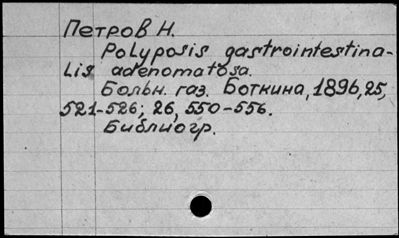 Петров Н.
Polyposis gastrointestina-
lis adenomatosa.
Больн. газ. Боткина, 1896, 25,
521-526; 26, 550-556.
Библиогр.